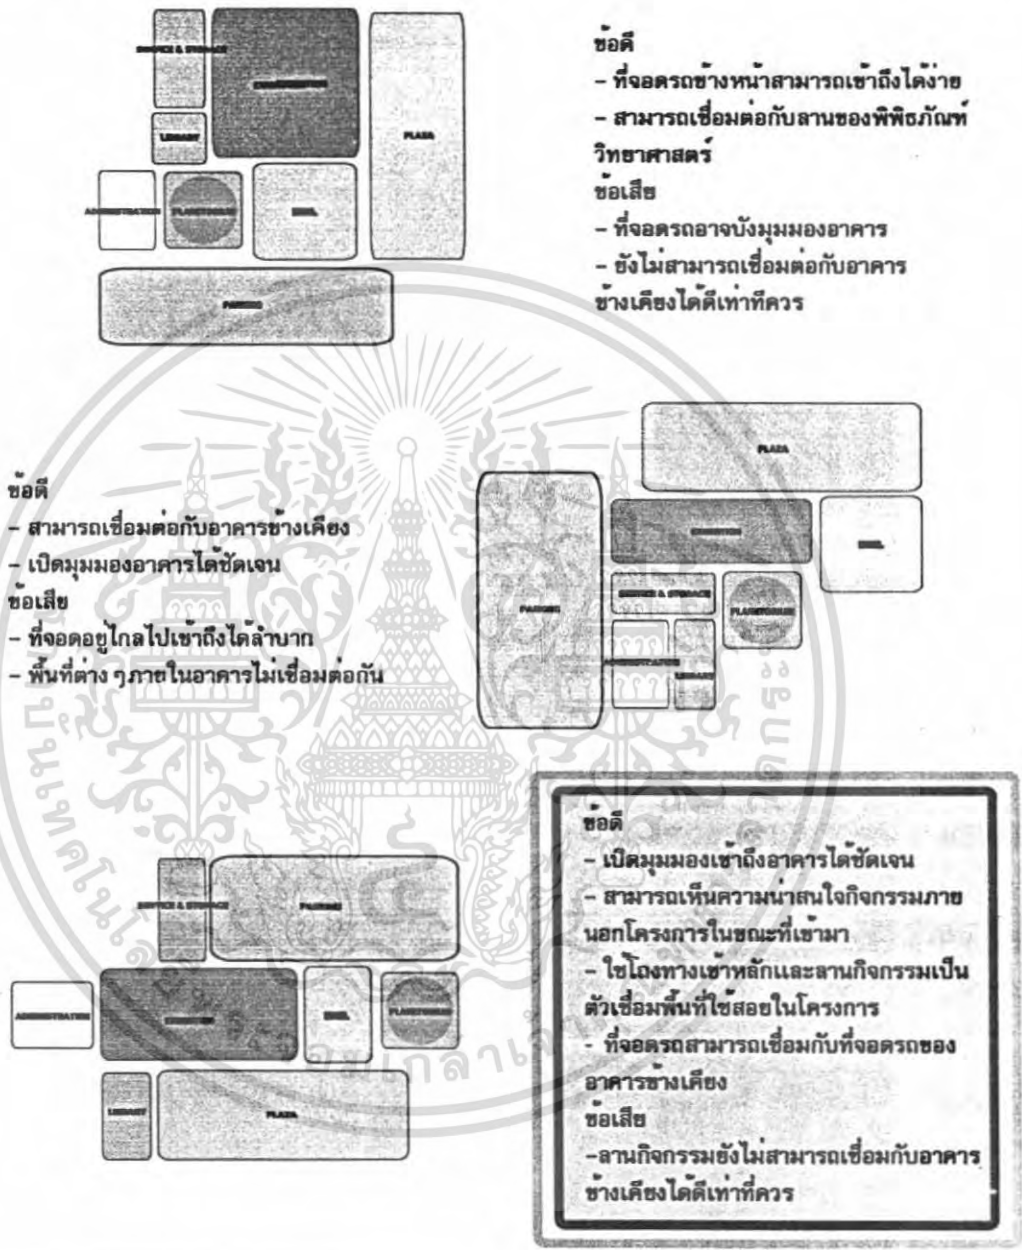 SERVICE & STORAGE
LIBRARY
ADMINISTRATION
PLANETARIUM
PLAZA
PARKING
ข้อดี
- ที่จอดรถข้างหน้าสามารถเข้าถึงได้ง่าย
- สามารถเชื่อมต่อกับลานของพิพิธภัณฑ์
วิทยาศาสตร์
ข้อเสีย
- ที่จอดรถอาจบังมุมมองอาคาร
- ยังไม่สามารถเชื่อมต่อกับอาคาร
ข้างเคียงได้ดีเท่าที่ควร
ข้อดี
- สามารถเชื่อมต่อกับอาคารข้างเคียง
- เปิดมุมมองอาคารได้ชัดเจน
ข้อเสีย
- ที่จอดอยู่ไกลไปเข้าถึงได้ลำบาก
- พื้นที่ต่าง ๆภายในอาคารไม่เชื่อมต่อกัน
PLAZA
PARKING
SERVICE & STORAGE
PLANETARIUM
ADMINISTRATION
LIBRARY
SERVICE & STORAGE
PARKING
ADMINISTRATION
PLANETARIUM
LIBRARY
PLAZA
ข้อดี
- เปิดมุมมองเข้าถึงอาคารได้ชัดเจน
- สามารถเห็นความน่าสนใจกิจกรรมภาย
นอกโครงการในขณะที่เข้ามา
- ใช้โถงทางเข้าหลักและลานกิจกรรมเป็น
ตัวเชื่อมพื้นที่ใช้สอยในโครงการ
- ที่จอดรถสามารถเชื่อมกับที่จอดรถของ
อาคารข้างเคียง
ข้อเสีย
-ลานกิจกรรมยังไม่สามารถเชื่อมกับอาคาร
ข้างเคียงได้ดีเท่าที่ควร